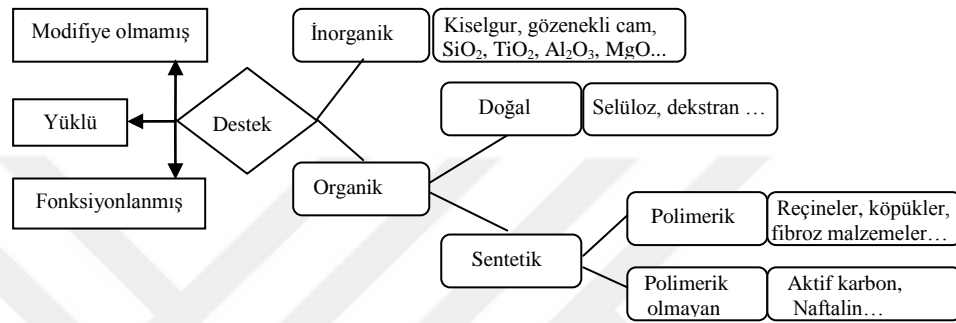 Modifiye olmamış
Yüklü
Fonksiyonlanmış
Destek
İnorganik
Kiselgur, gözenekli cam,
SiO₂, TiO₂, Al₂O₃, MgO...
Organik
Doğal
Selüloz, dekstran …
Sentetik
Polimerik
Reçineler, köpükler,
fibroz malzemeler…
Polimerik
olmayan
Aktif karbon,
Naftalin…